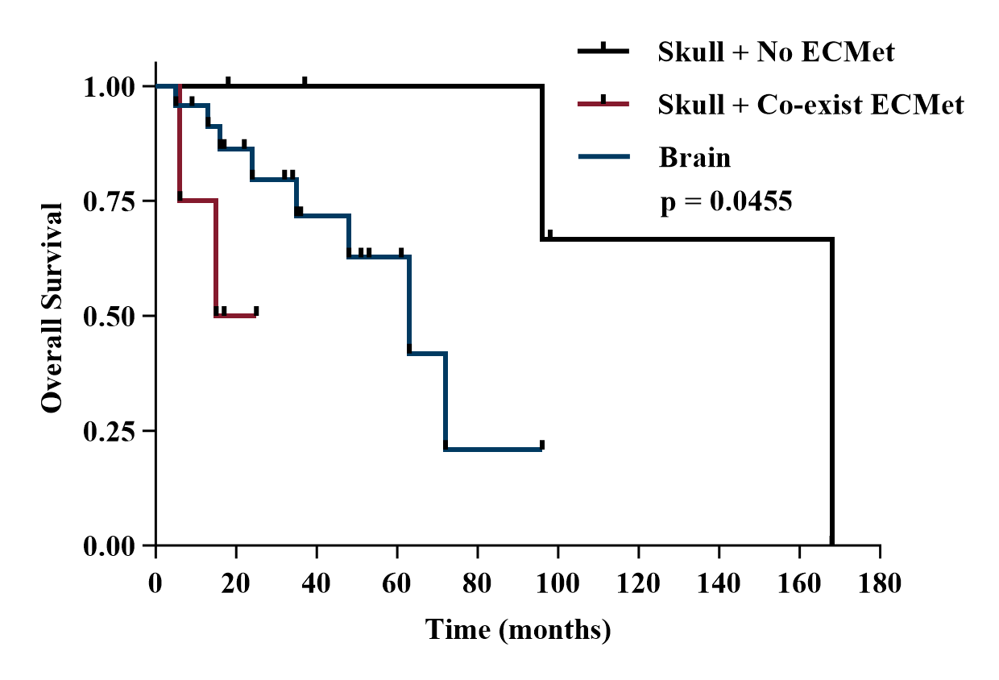 Skull + No ECMet
Skull + Co-exist ECMet
Brain
p = 0.0455
Overall Survival
1.00
0.75
0.50
0.25
0.00
0 20 40 60 80 100 120 140 160 180
Time (months)